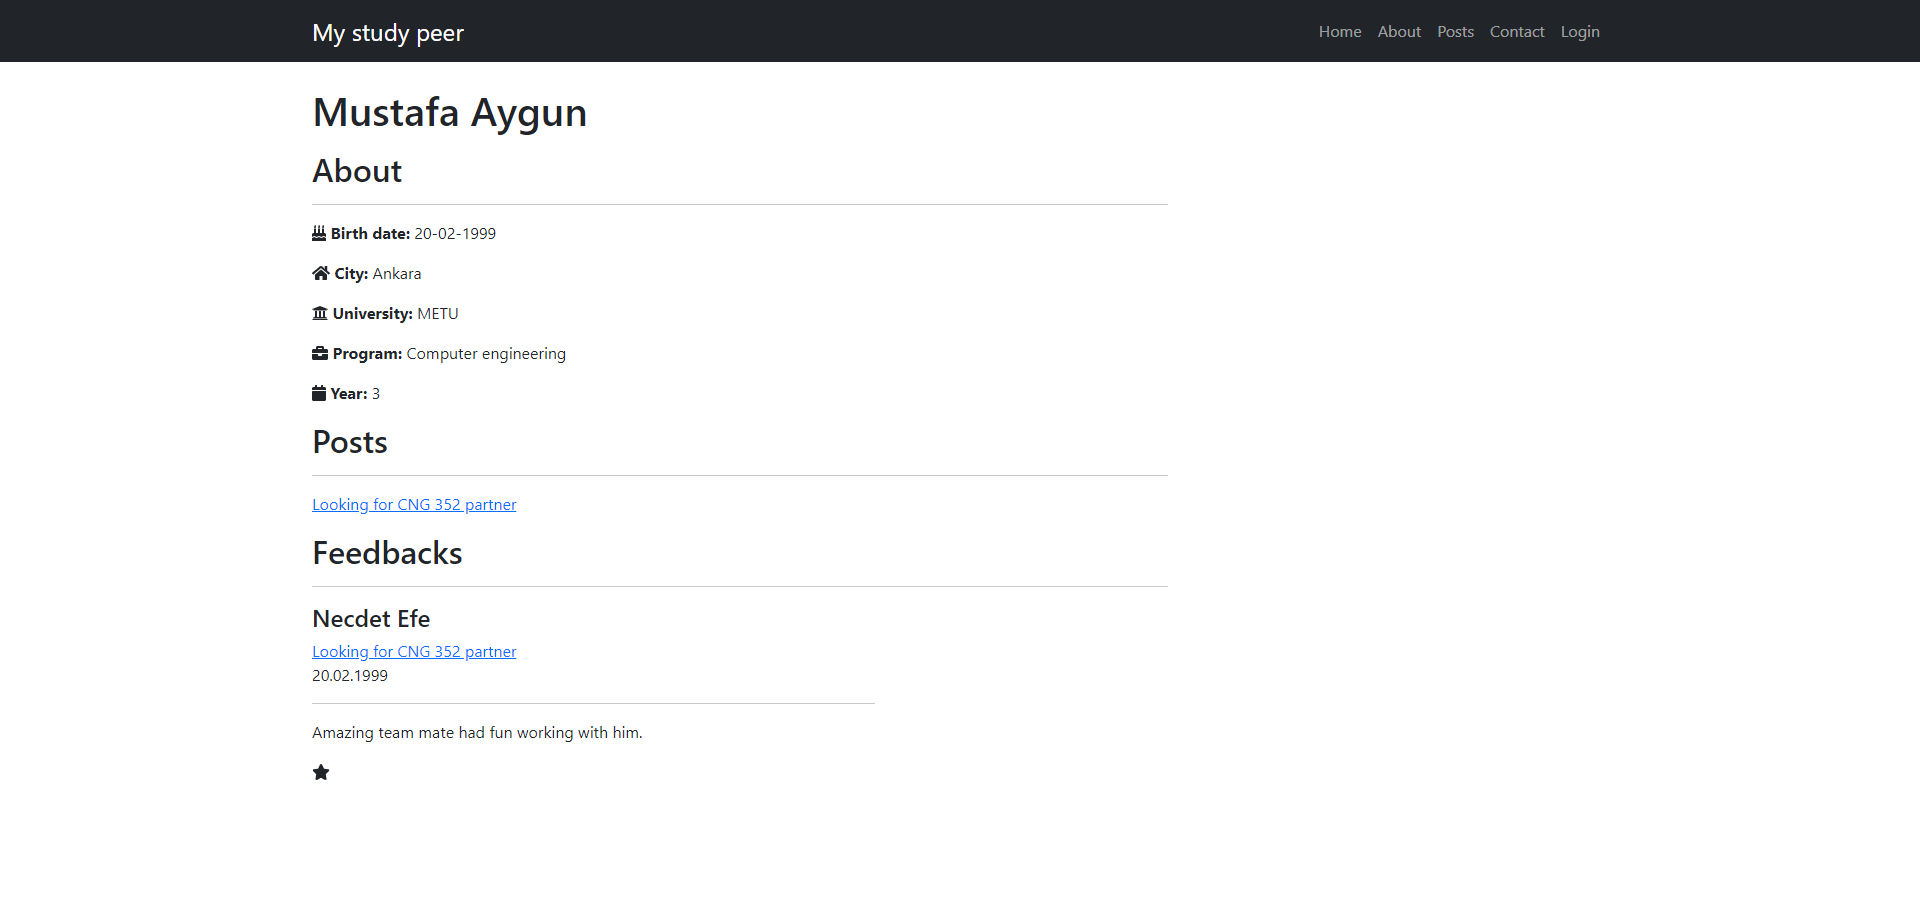 My study peer
Home About Posts Contact Login
Mustafa Aygun
About
Birth date: 20-02-1999
City: Ankara
University: METU
Program: Computer engineering
Year: 3
Posts
Looking for CNG 352 partner
Feedbacks
Necdet Efe
Looking for CNG 352 partner
20.02.1999
Amazing team mate had fun working with him.